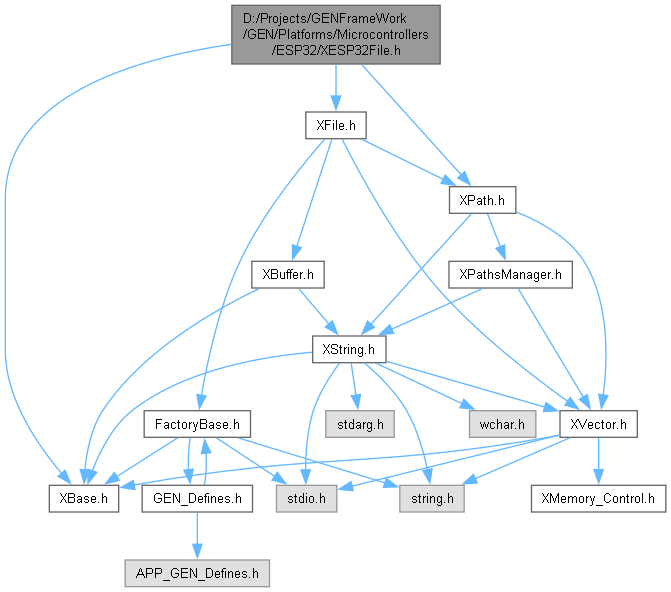 D:/Projects/GENFrameWork
/GEN/Platforms/Microcontrollers
/ESP32/XESP32File.h
XFile.h
XPath.h
XBuffer.h
XPathsManager.h
XString.h
FactoryBase.h
stdarg.h
wchar.h
XVector.h
XBase.h
GEN_Defines.h
stdio.h
string.h
XMemory_Control.h
APP_GEN_Defines.h